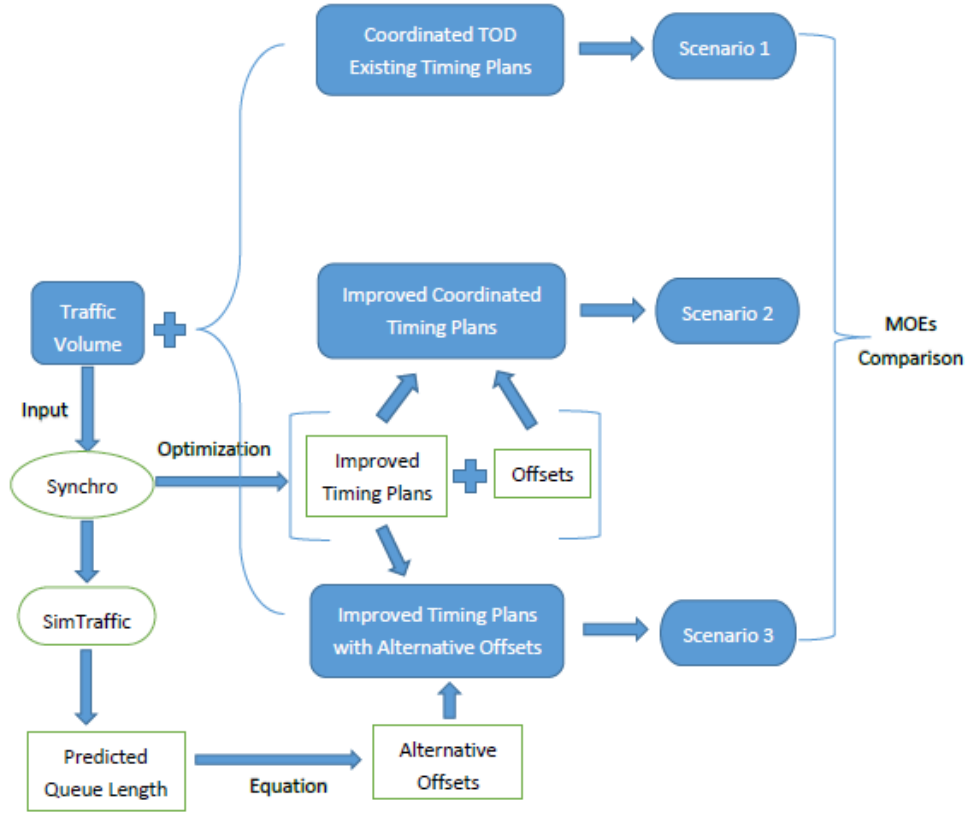 Coordinated TOD
Existing Timing Plans
Scenario 1
Traffic
Volume
Improved Coordinated
Timing Plans
Scenario 2
MOEs
Comparison
Input
Optimization
Synchro
Improved
Timing Plans
Offsets
SimTraffic
Improved Timing Plans
with Alternative Offsets
Scenario 3
Predicted
Queue Length
Equation
Alternative
Offsets